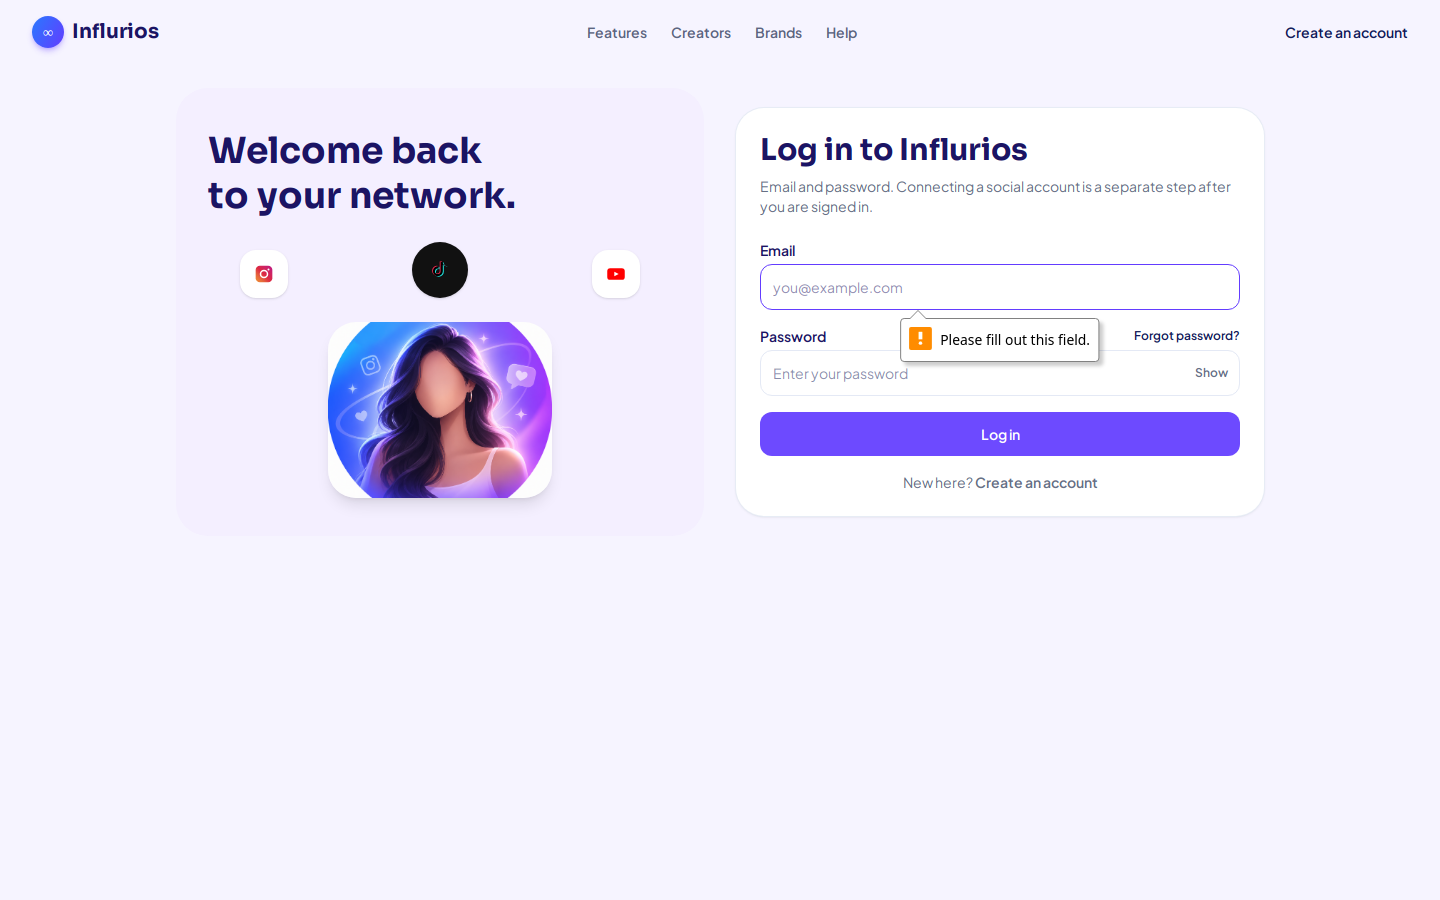 Influrios
Features
Creators
Brands
Help
Create an account
Welcome back
to your network.
Log in to Influrios
Email and password. Connecting a social account is a separate step after
you are signed in.
Email
you@example.com
Please fill out this field.
Password
Forgot password?
Enter your password
Show
Log in
New here? Create an account